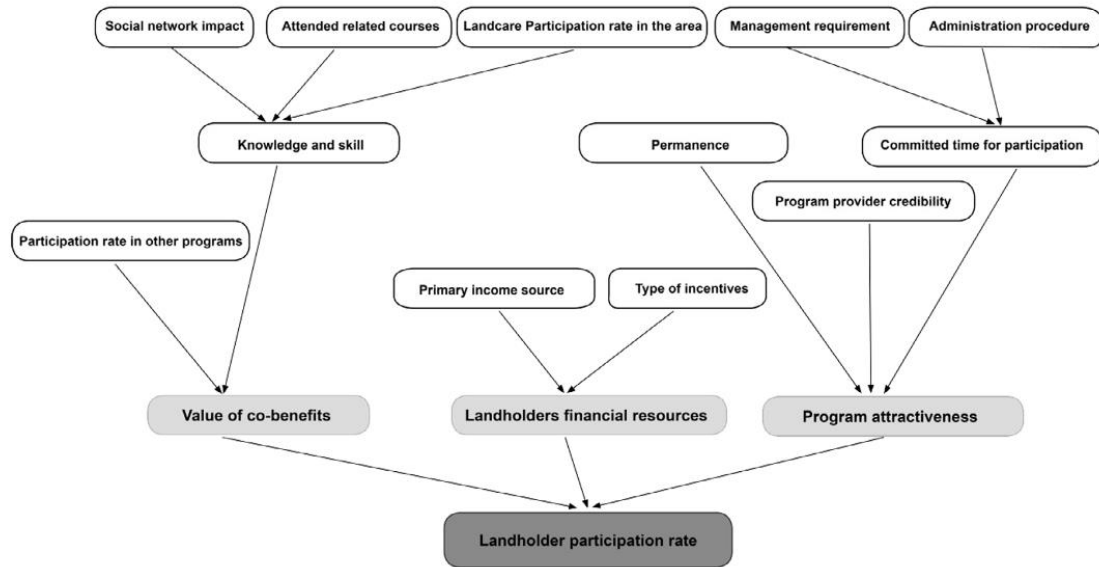 Social network impact
Attended related courses
Landcare Participation rate in the area
Management requirement
Administration procedure
Knowledge and skill
Permanence
Committed time for participation
Program provider credibility
Participation rate in other programs
Primary income source
Type of incentives
Value of co-benefits
Landholders financial resources
Program attractiveness
Landholder participation rate